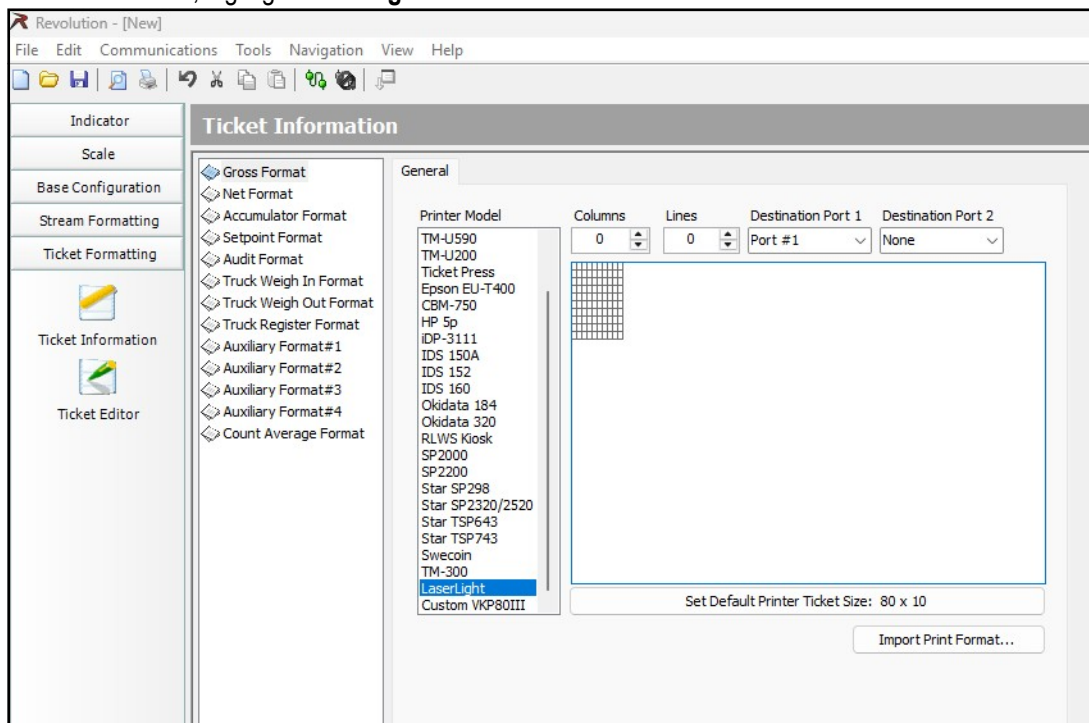 Revolution - [New]
File Edit Communications Tools Navigation View Help
Indicator
Scale
Base Configuration
Stream Formatting
Ticket Formatting
Ticket Information
Ticket Editor
Ticket Information
Gross Format
Net Format
Accumulator Format
Setpoint Format
Audit Format
Truck Weigh In Format
Truck Weigh Out Format
Truck Register Format
Auxiliary Format#1
Auxiliary Format#2
Auxiliary Format#3
Auxiliary Format#4
Count Average Format
General
Printer Model
TM-U590
TM-U200
Ticket Press
Epson EU-T400
CBM-750
HP 5p
iDP-3111
IDS 150A
IDS 152
IDS 160
Okidata 184
Okidata 320
RLWS Kiosk
SP2000
SP2200
Star SP298
Star SP2320/2520
Star TSP643
Star TSP743
Swecoin
TM-300
LaserLight
Custom VKP80III
Columns Lines Destination Port 1 Destination Port 2
0 0 Port #1 None
Set Default Printer Ticket Size: 80 x 10
Import Print Format...